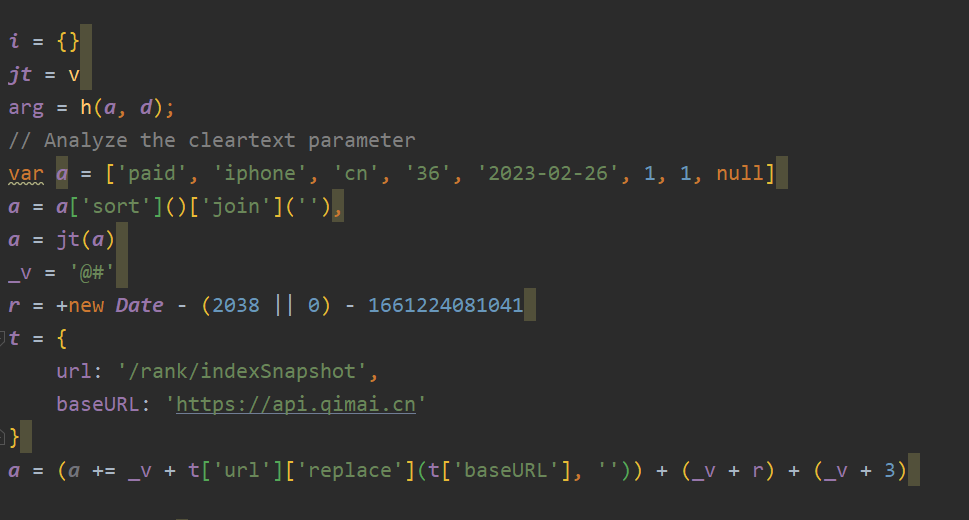 i = {}
jt = v
arg = h(a, d);
// Analyze the cleartext parameter
var a = ['paid', 'iphone', 'cn', '36', '2023-02-26', 1, 1, null]
a = a['sort']()['join'](''),
a = jt(a)
_v = '@#'
r = +new Date - (2038 || 0) - 1661224081041
t = {
    url: '/rank/indexSnapshot',
    baseURL: 'https://api.qimai.cn'
}
a = (a += _v + t['url']['replace'](t['baseURL'], '')) + (_v + r) + (_v + 3)